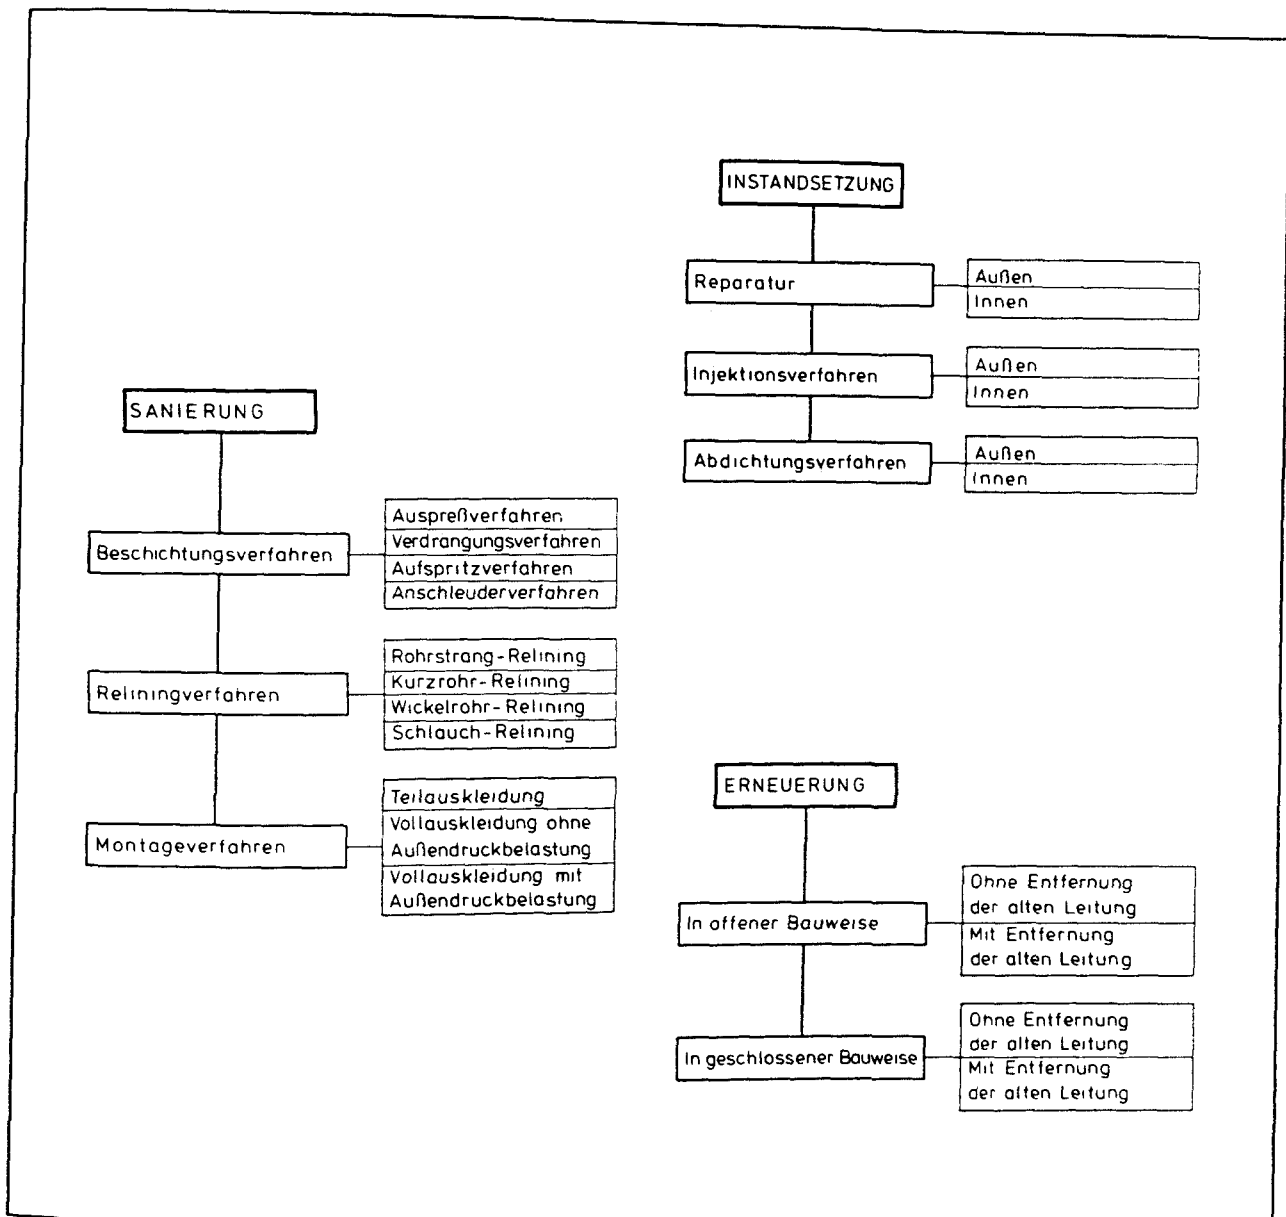 INSTANDSETZUNG
Reparatur
Außen
Innen
Injektionsverfahren
Außen
Innen
Abdichtungsverfahren
Außen
Innen
SANIERUNG
Beschichtungsverfahren
Auspreßverfahren
Verdrangungsverfahren
Aufspritzverfahren
Anschleuderverfahren
Reliningverfahren
Rohrstrang-Relining
Kurzrohr-Relining
Wickelrohr-Relining
Schlauch-Relining
Montageverfahren
Teilauskleidung
Vollauskleidung ohne
Außendruckbelastung
Vollauskleidung mit
Außendruckbelastung
ERNEUERUNG
In offener Bauweise
Ohne Entfernung
der alten Leitung
Mit Entfernung
der alten Leitung
In geschlossener Bauweise
Ohne Entfernung
der alten Leitung
Mit Entfernung
der alten Leitung